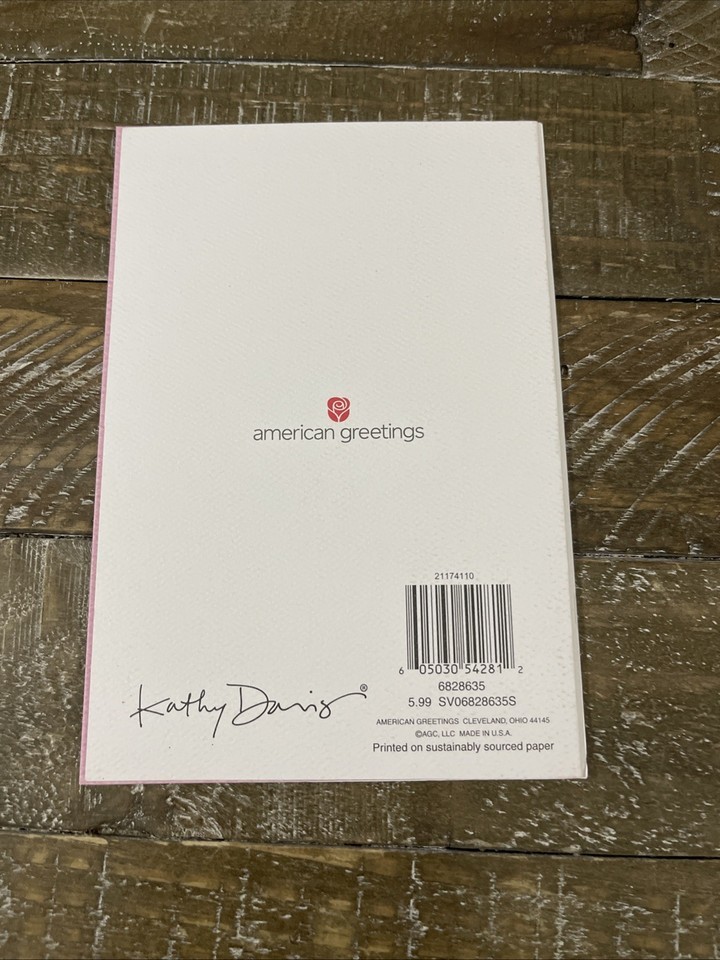 american greetings
21174110
6 05030 54281 2
6828635
5.99 SV06828635S
Kathy Davis®
AMERICAN GREETINGS CLEVELAND, OHIO 44145
©AGC, LLC MADE IN U.S.A.
Printed on sustainably sourced paper